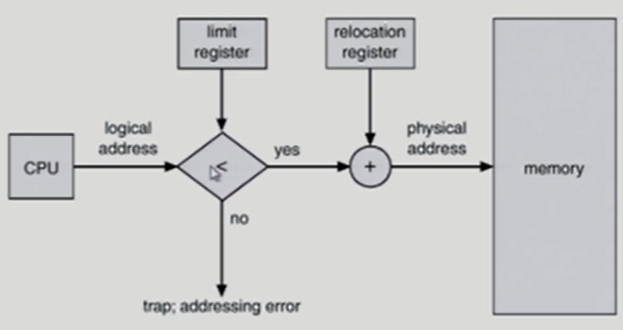 limit
register
relocation
register
logical
address
CPU
<
yes
+
physical
address
memory
no
trap; addressing error